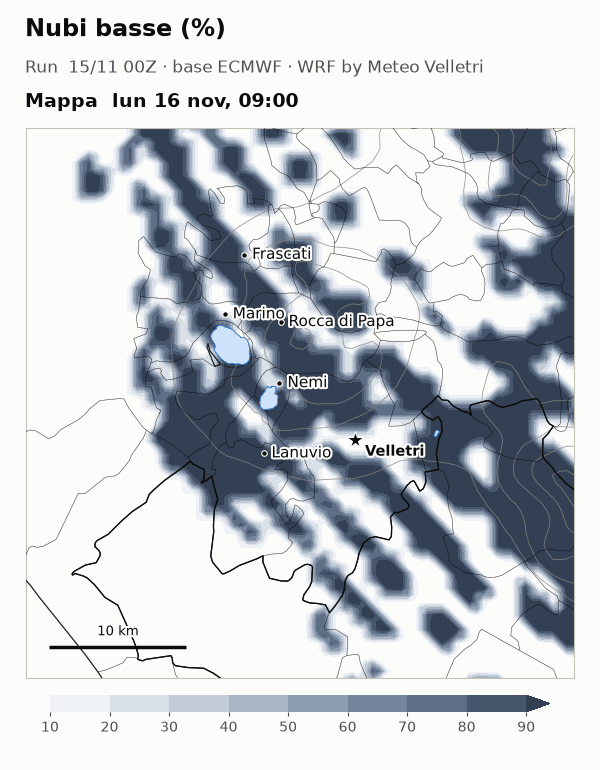 Nubi basse (%)
Run 15/11 00Z · base ECMWF · WRF by Meteo Velletri
Mappa lun 16 nov, 09:00
Frascati
Marino
Rocca di Papa
Nemi
Velletri
Lanuvio
10 km
10 20 30 40 50 60 70 80 90